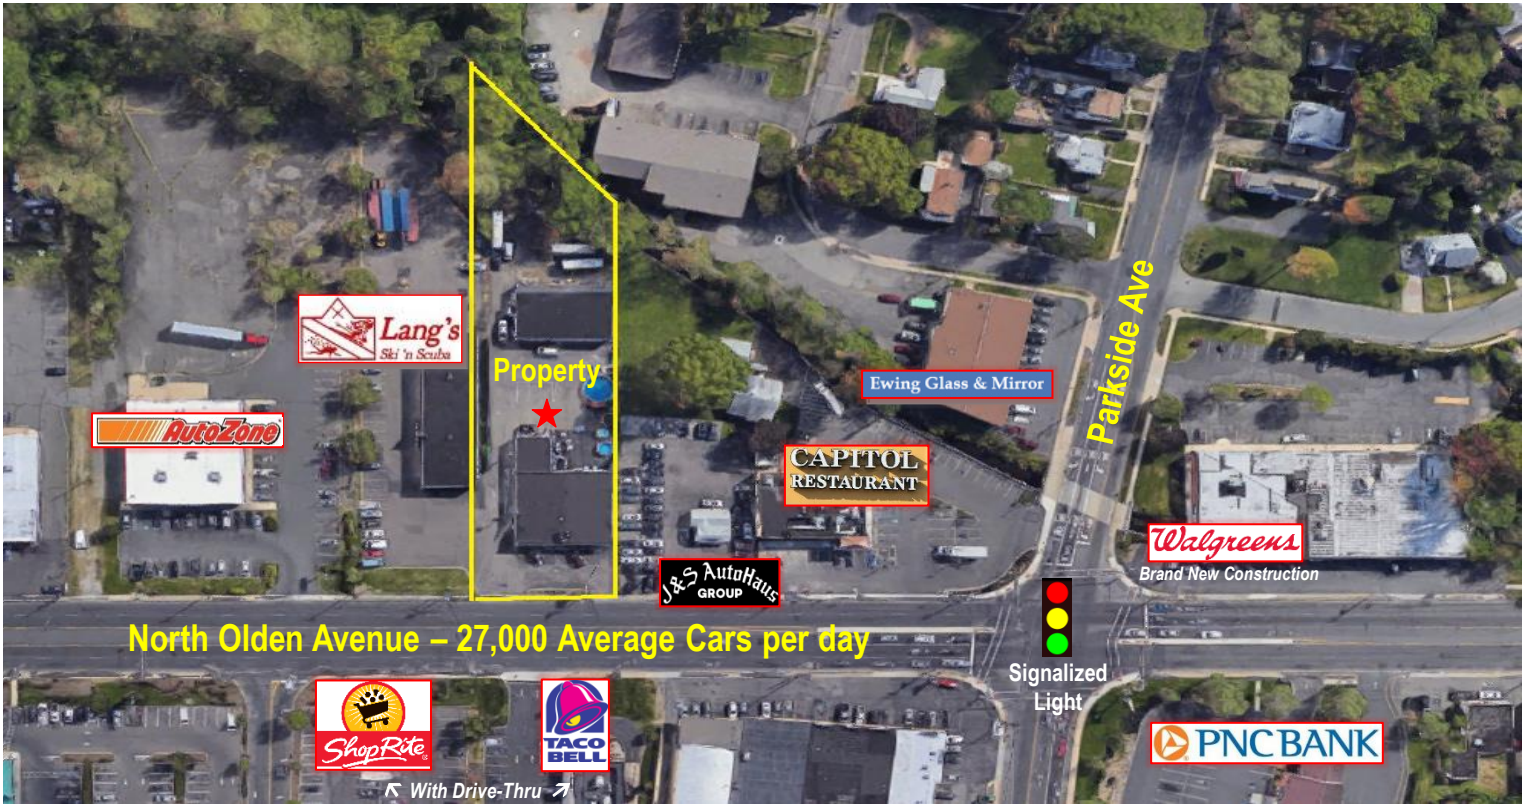 Lang's
Ski 'n Scuba
Property
AutoZone
Ewing Glass & Mirror
Parkside Ave
CAPITOL
RESTAURANT
Walgreens
Brand New Construction
J&S AutoHaus
GROUP
North Olden Avenue – 27,000 Average Cars per day
Signalized
Light
ShopRite
TACO
BELL
PNC BANK
With Drive-Thru